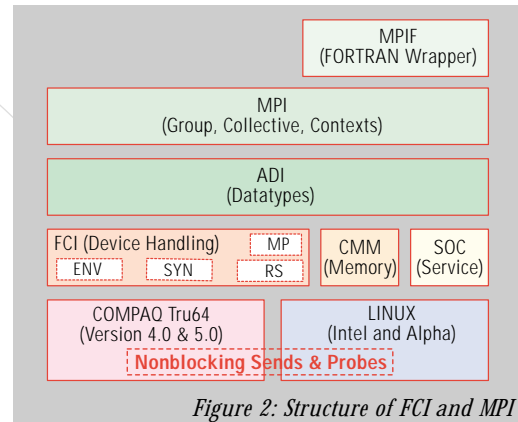 MPIF
(FORTRAN Wrapper)
MPI
(Group, Collective, Contexts)
ADI
(Datatypes)
FCI (Device Handling)
MP
ENV
SYN
RS
CMM
(Memory)
SOC
(Service)
COMPAQ Tru64
(Version 4.0 & 5.0)
LINUX
(Intel and Alpha)
Nonblocking Sends & Probes
Figure 2: Structure of FCI and MPI